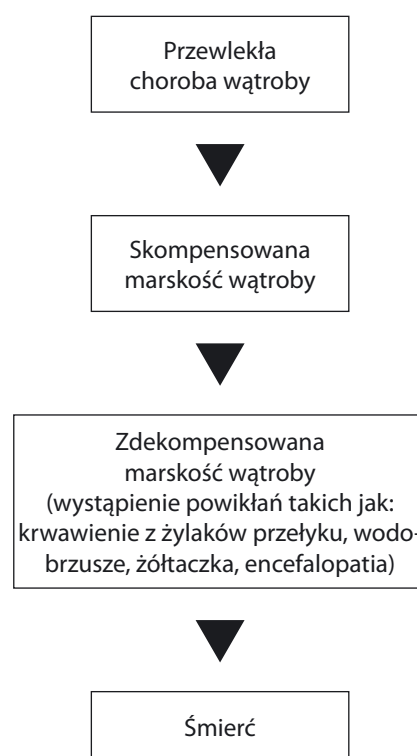 Przewlekła
choroba wątroby
Skompensowana
marskość wątroby
Zdekompensowana
marskość wątroby
(wystąpienie powikłań takich jak:
krwawienie z żylaków przełyku, wodo-
brzusze, żółtaczka, encefalopatia)
Śmierć